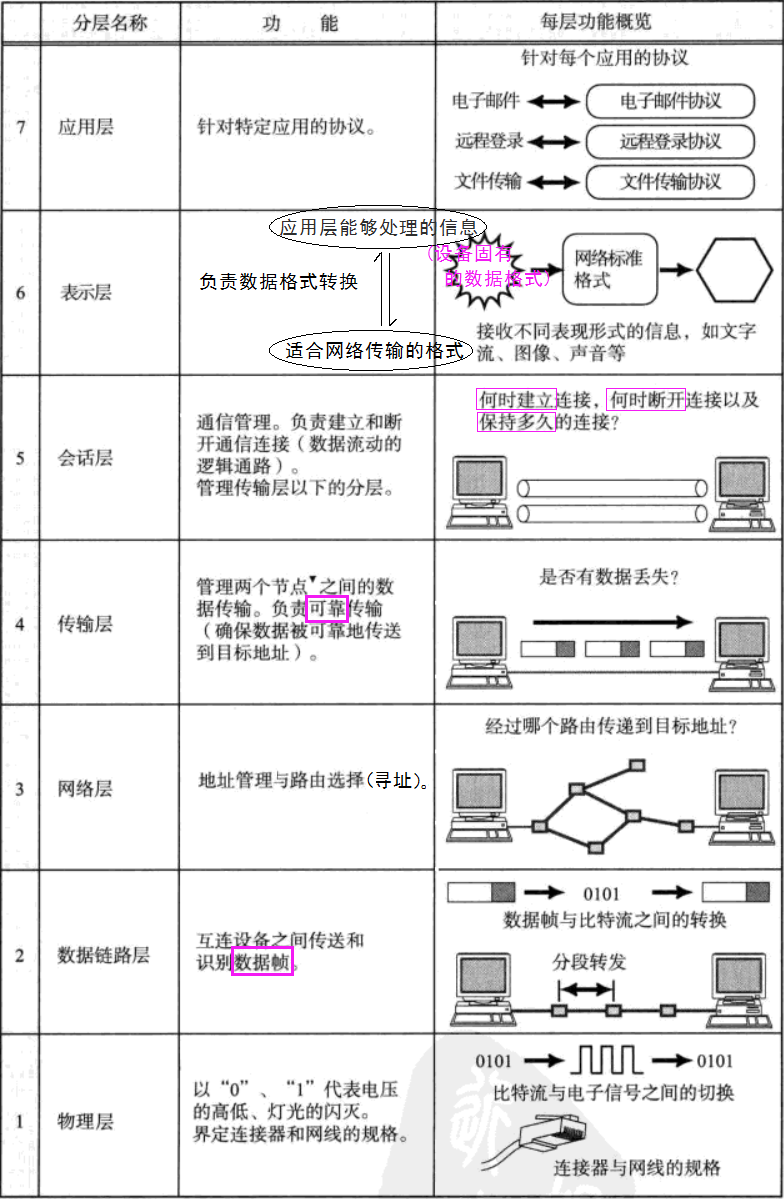 分层名称
功 能
每层功能概览
7
应用层
针对特定应用的协议。
针对每个应用的协议
电子邮件
电子邮件协议
远程登录
远程登录协议
文件传输
文件传输协议
6
表示层
应用层能够处理的信息
负责数据格式转换
适合网络传输的格式
(设备固有
的数据格式)
网络标准
格式
接收不同表现形式的信息，如文字
流、图像、声音等
5
会话层
通信管理。负责建立和断
开通信连接（数据流动的
逻辑通路）。
管理传输层以下的分层。
何时建立连接，何时断开连接以及
保持多久的连接？
4
传输层
管理两个节点▼之间的数
据传输。负责可靠传输
（确保数据被可靠地传送
到目标地址）。
是否有数据丢失？
3
网络层
地址管理与路由选择(寻址)。
经过哪个路由传递到目标地址？
2
数据链路层
互连设备之间传送和
识别数据帧。
0101
数据帧与比特流之间的转换
分段转发
1
物理层
以“0”、“1”代表电压
的高低、灯光的闪灭。
界定连接器和网线的规格。
0101
0101
比特流与电子信号之间的切换
连接器与网线的规格